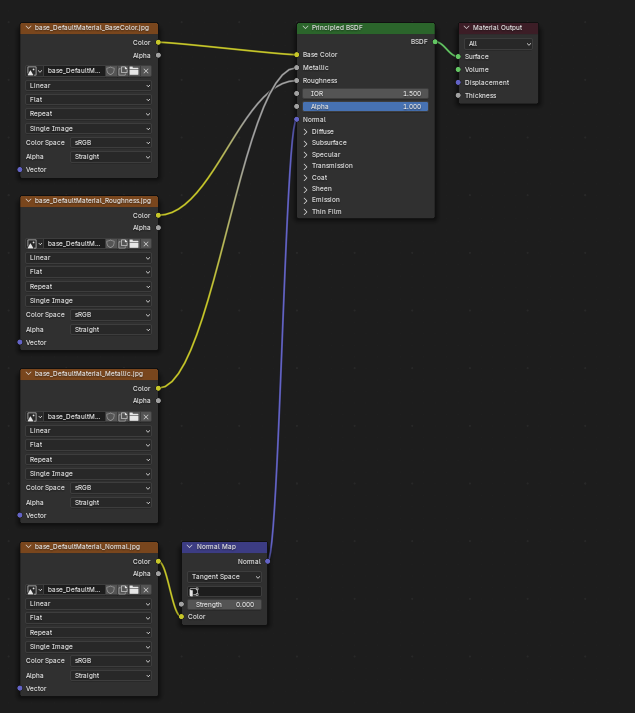 base_DefaultMaterial_BaseColor.jpg
Color
Alpha
base_DefaultM...
Linear
Flat
Repeat
Single Image
Color Space sRGB
Alpha Straight
Vector
base_DefaultMaterial_Roughness.jpg
Color
Alpha
base_DefaultM...
Linear
Flat
Repeat
Single Image
Color Space sRGB
Alpha Straight
Vector
base_DefaultMaterial_Metallic.jpg
Color
Alpha
base_DefaultM...
Linear
Flat
Repeat
Single Image
Color Space sRGB
Alpha Straight
Vector
base_DefaultMaterial_Normal.jpg
Color
Alpha
base_DefaultM...
Linear
Flat
Repeat
Single Image
Color Space sRGB
Alpha Straight
Vector
Normal Map
Normal
Tangent Space
Strength 0.000
Color
Principled BSDF
BSDF
Base Color
Metallic
Roughness
IOR 1.500
Alpha 1.000
Normal
Diffuse
Subsurface
Specular
Transmission
Coat
Sheen
Emission
Thin Film
Material Output
All
Surface
Volume
Displacement
Thickness